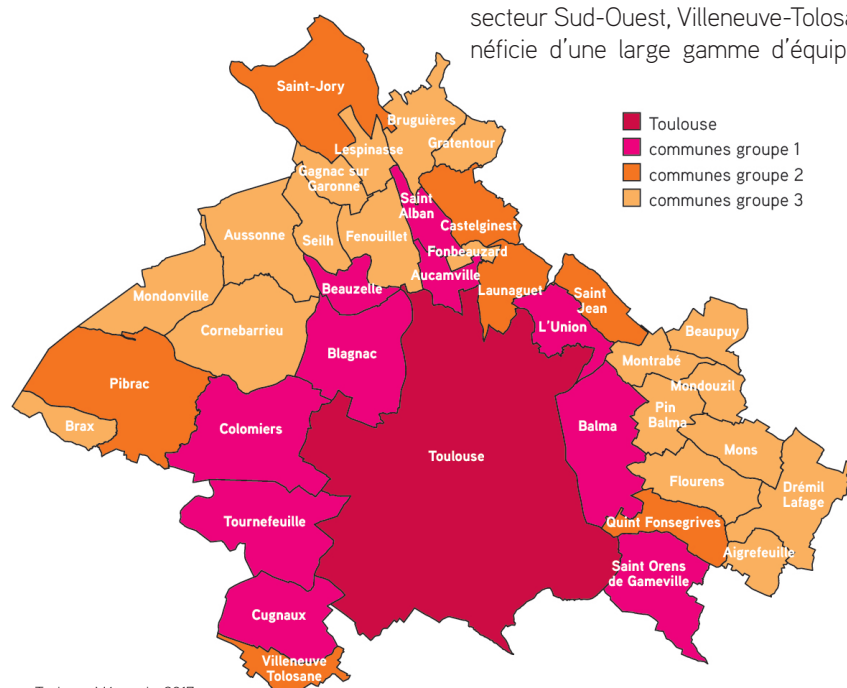 secteur Sud-Ouest, Villeneuve-Tolosa
néficie d'une large gamme d'équip
Toulouse
communes groupe 1
communes groupe 2
communes groupe 3
Saint-Jory
Bruguières
Lespinasse
Gratentour
Gagnac sur
Garonne
Saint
Alban
Castelginest
Aussonne
Seilh
Fenouillet
Fonbeauzard
Aucamville
Beauzelle
Launaguet
Saint
Jean
Mondonville
L'Union
Beaupuy
Cornebarrieu
Blagnac
Montrabé
Pibrac
Mondouzil
Pin
Balma
Brax
Colomiers
Balma
Toulouse
Mons
Flourens
Drémil
Lafage
Tournefeuille
Quint Fonsegrives
Aigrefeuille
Saint Orens
de Gameville
Cugnaux
Villeneuve
Tolosane